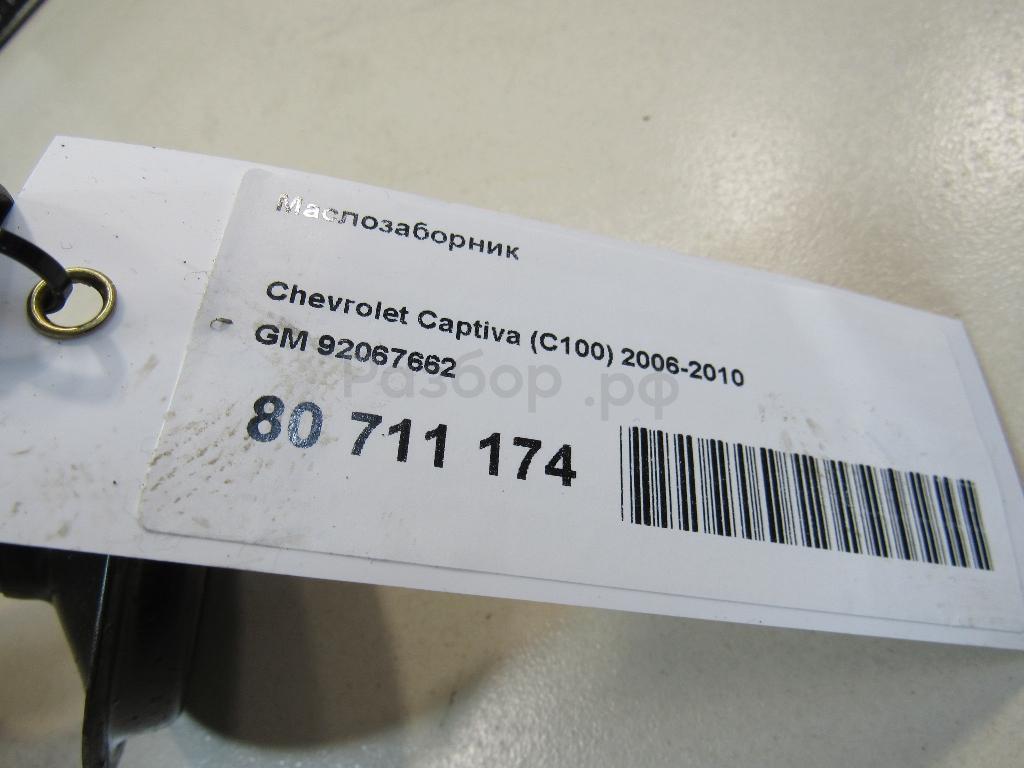 Маслозаборник
Chevrolet Captiva (C100) 2006-2010
GM 92067662
Разбор.рф
80 711 174